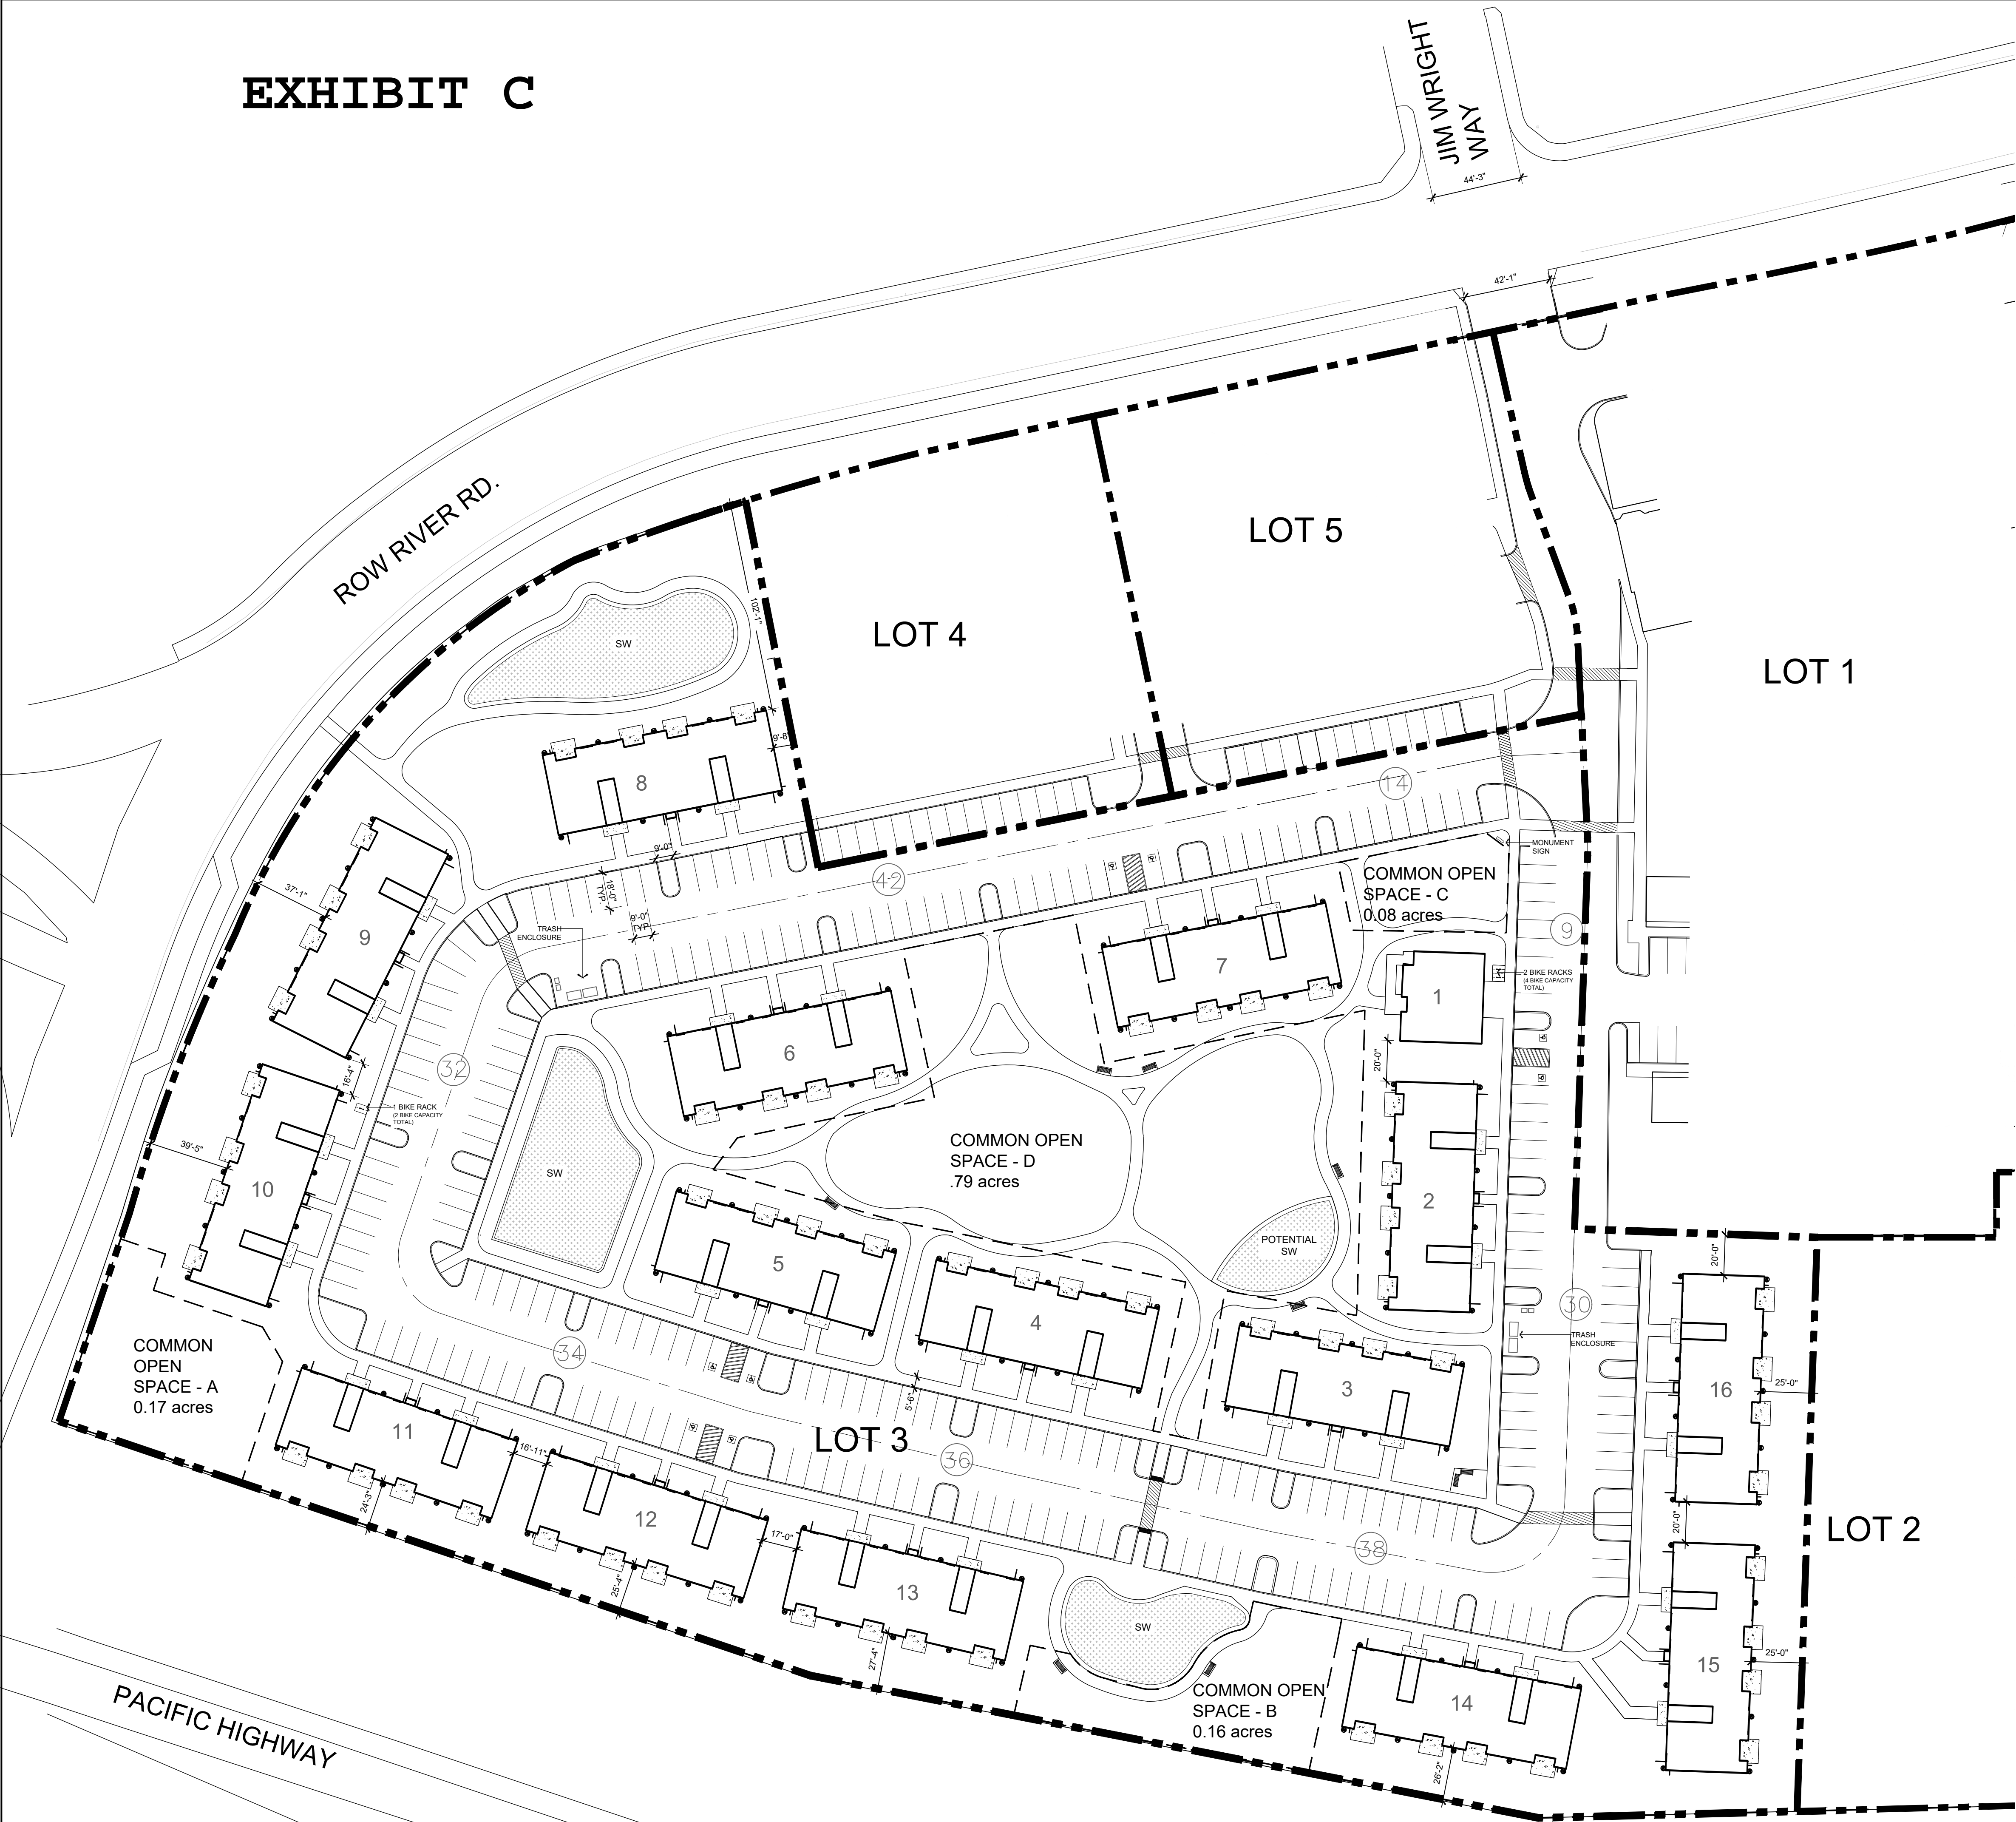 EXHIBIT C
JIM WRIGHT
WAY
44'-3"
42'-1"
ROW RIVER RD.
LOT 5
LOT 4
LOT 1
SW
102'-1"
9'-8"
8
14
9'-0"
MONUMENT
SIGN
42
18'-0"
TYP
9'-0"
TYP
COMMON OPEN
SPACE - C
0.08 acres
37'-1"
TRASH
ENCLOSURE
9
9
7
2 BIKE RACKS
(4 BIKE CAPACITY
TOTAL)
1
6
20'-0"
32
16'-4"
1 BIKE RACK
(2 BIKE CAPACITY
TOTAL)
39'-5"
COMMON OPEN
SPACE - D
.79 acres
SW
10
2
POTENTIAL
SW
20'-0"
5
30
4
TRASH
ENCLOSURE
COMMON
OPEN
SPACE - A
0.17 acres
34
3
16
25'-0"
5'-6"
11
LOT 3
16'-11"
36
24'-3"
12
17'-0"
20'-0"
LOT 2
38
25'-4"
13
SW
27'-4"
15
25'-0"
COMMON OPEN
SPACE - B
0.16 acres
14
26'-2"
PACIFIC HIGHWAY